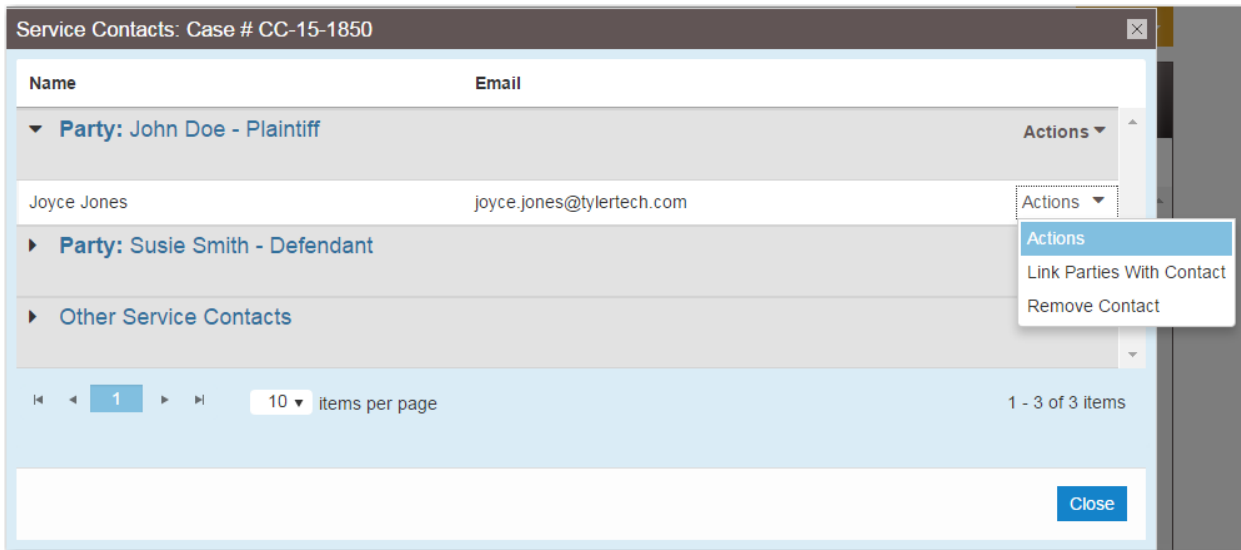 Service Contacts: Case # CC-15-1850
Name Email
Party: John Doe - Plaintiff Actions
Joyce Jones joyce.jones@tylertech.com Actions
Actions
Party: Susie Smith - Defendant
Link Parties With Contact
Remove Contact
Other Service Contacts
1 10 items per page 1 - 3 of 3 items
Close